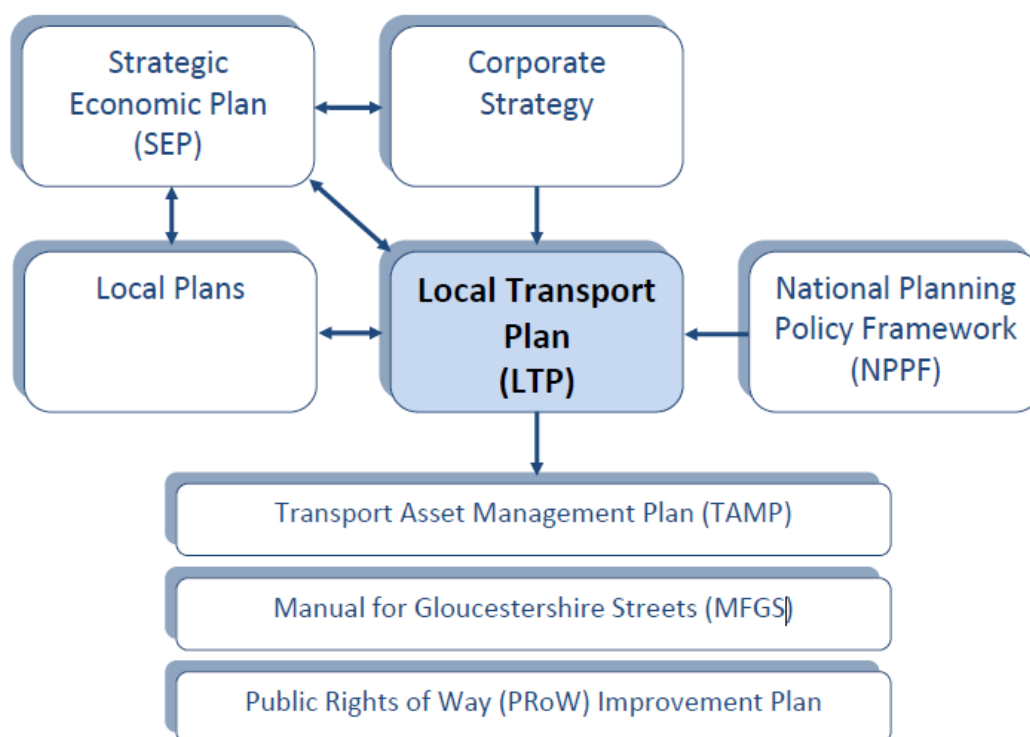 Strategic
Economic Plan
(SEP)
Corporate
Strategy
Local Plans
Local Transport
Plan
(LTP)
National Planning
Policy Framework
(NPPF)
Transport Asset Management Plan (TAMP)
Manual for Gloucestershire Streets (MFGS)
Public Rights of Way (PRoW) Improvement Plan